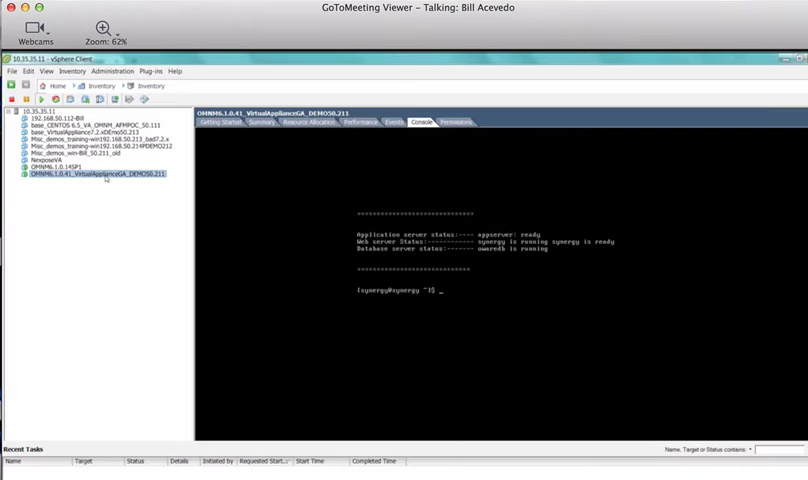 GoToMeeting Viewer - Talking: Bill Acevedo
Webcams
Zoom: 62%
10.35.35.11 - vSphere Client
File Edit View Inventory Administration Plug-ins Help
Home Inventory Inventory
10.35.35.11
192.168.50.112-Bill
base_CENTOS 6.5_VA_OMNM_AFMPOC_50.111
base_VirtualAppliance7.2.xDemo50.213
Misc_demos_training-win192.168.50.213_bad7.2.x
Misc_demos_training-win192.168.50.214PDEMO212
Misc_demos_win-Bill_50.211_old
NexposeVA
OMNM6.1.0.14SP1
OMNM6.1.0.41_VirtualApplianceGA_DEMO50.211
OMNM6.1.0.41_VirtualApplianceGA_DEMO50.211
Getting Started Summary Resource Allocation Performance Events Console Permissions
Application server status:---- appserver: ready
Web server Status:----------- synergy is running synergy is ready
Database server status:------ owaredb is running
[synergy@synergy ~]$ _
Recent Tasks
Name, Target or Status contains:
Name Target Status Details Initiated by Requested Start... Start Time Completed Time